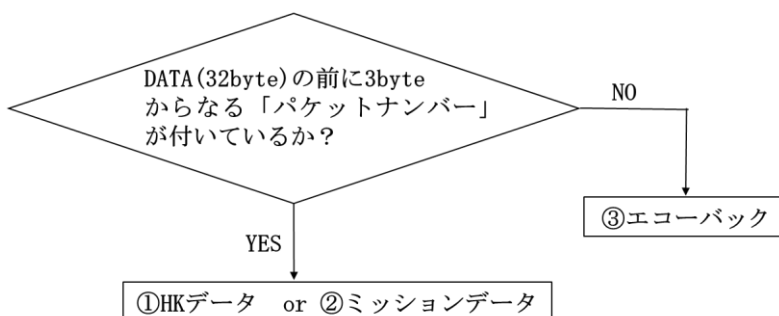 DATA(32byte)の前に3byte
からなる「パケットナンバー」
が付いているか？
NO
③エコーバック
YES
①HKデータ or ②ミッションデータ